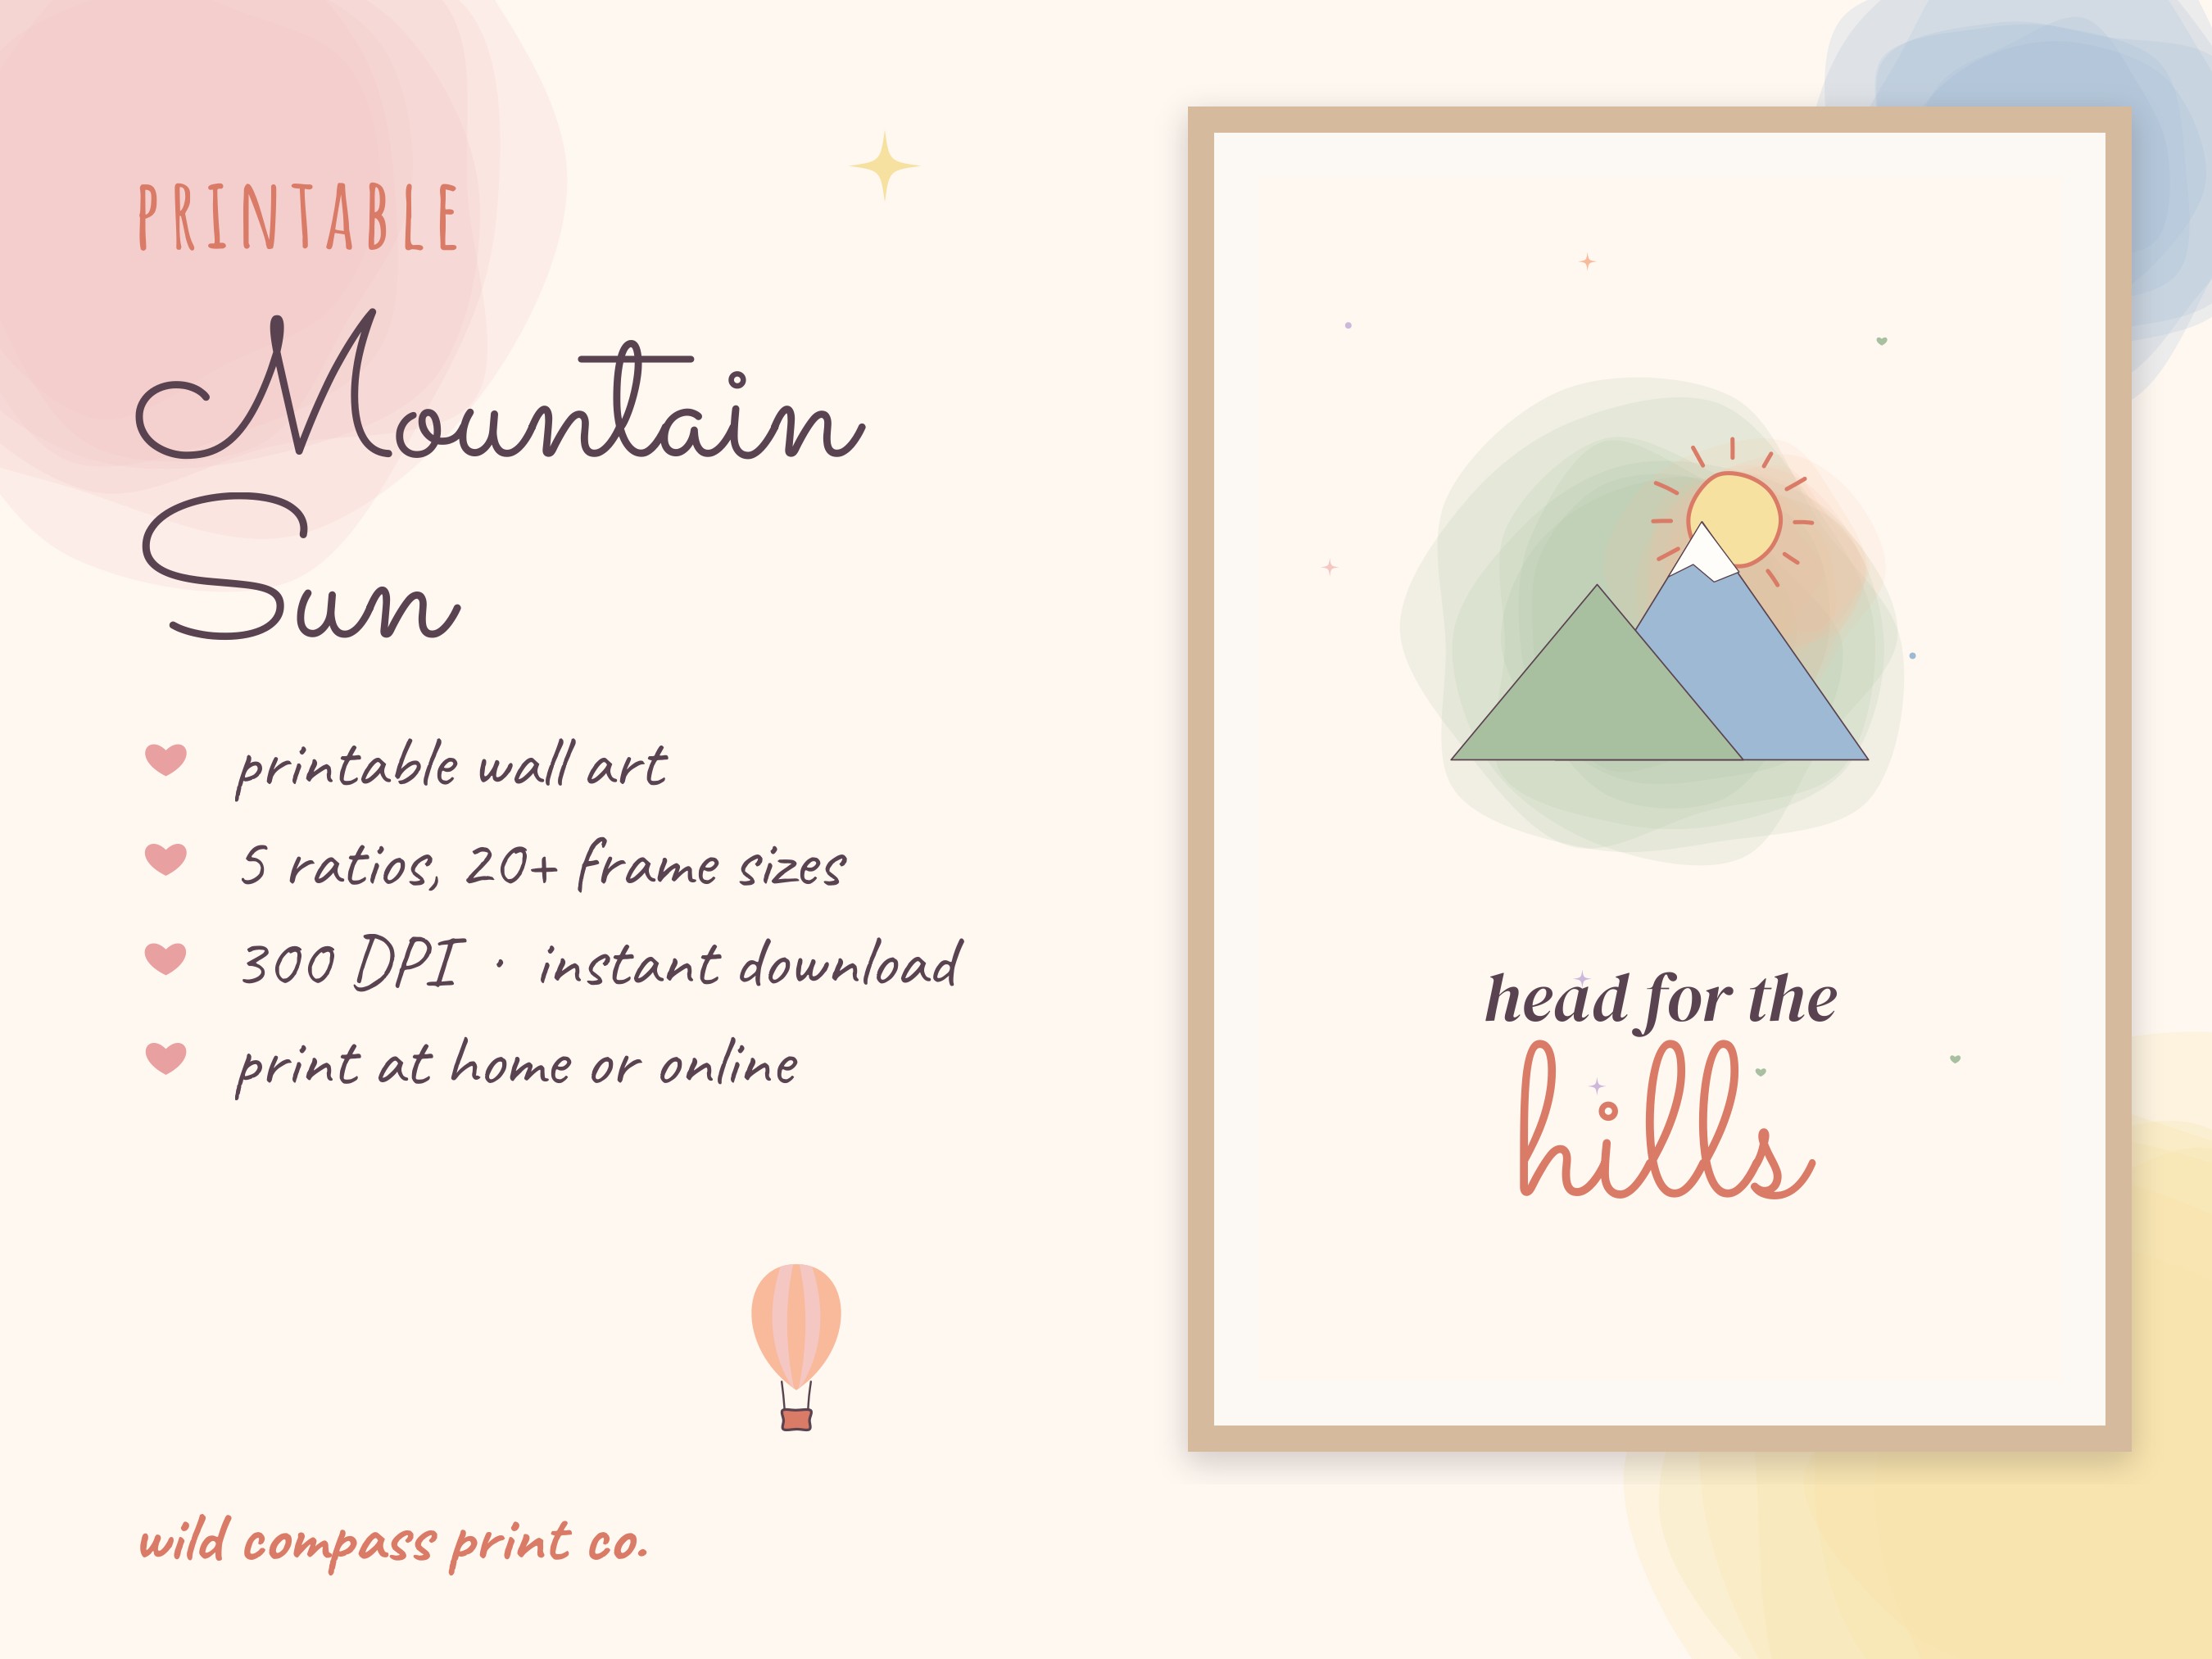 PRINTABLE
Mountain
Sun
printable wall art
5 ratios, 20+ frame sizes
300 DPI · instant download
print at home or online
wild compass print co.
head for the
hills